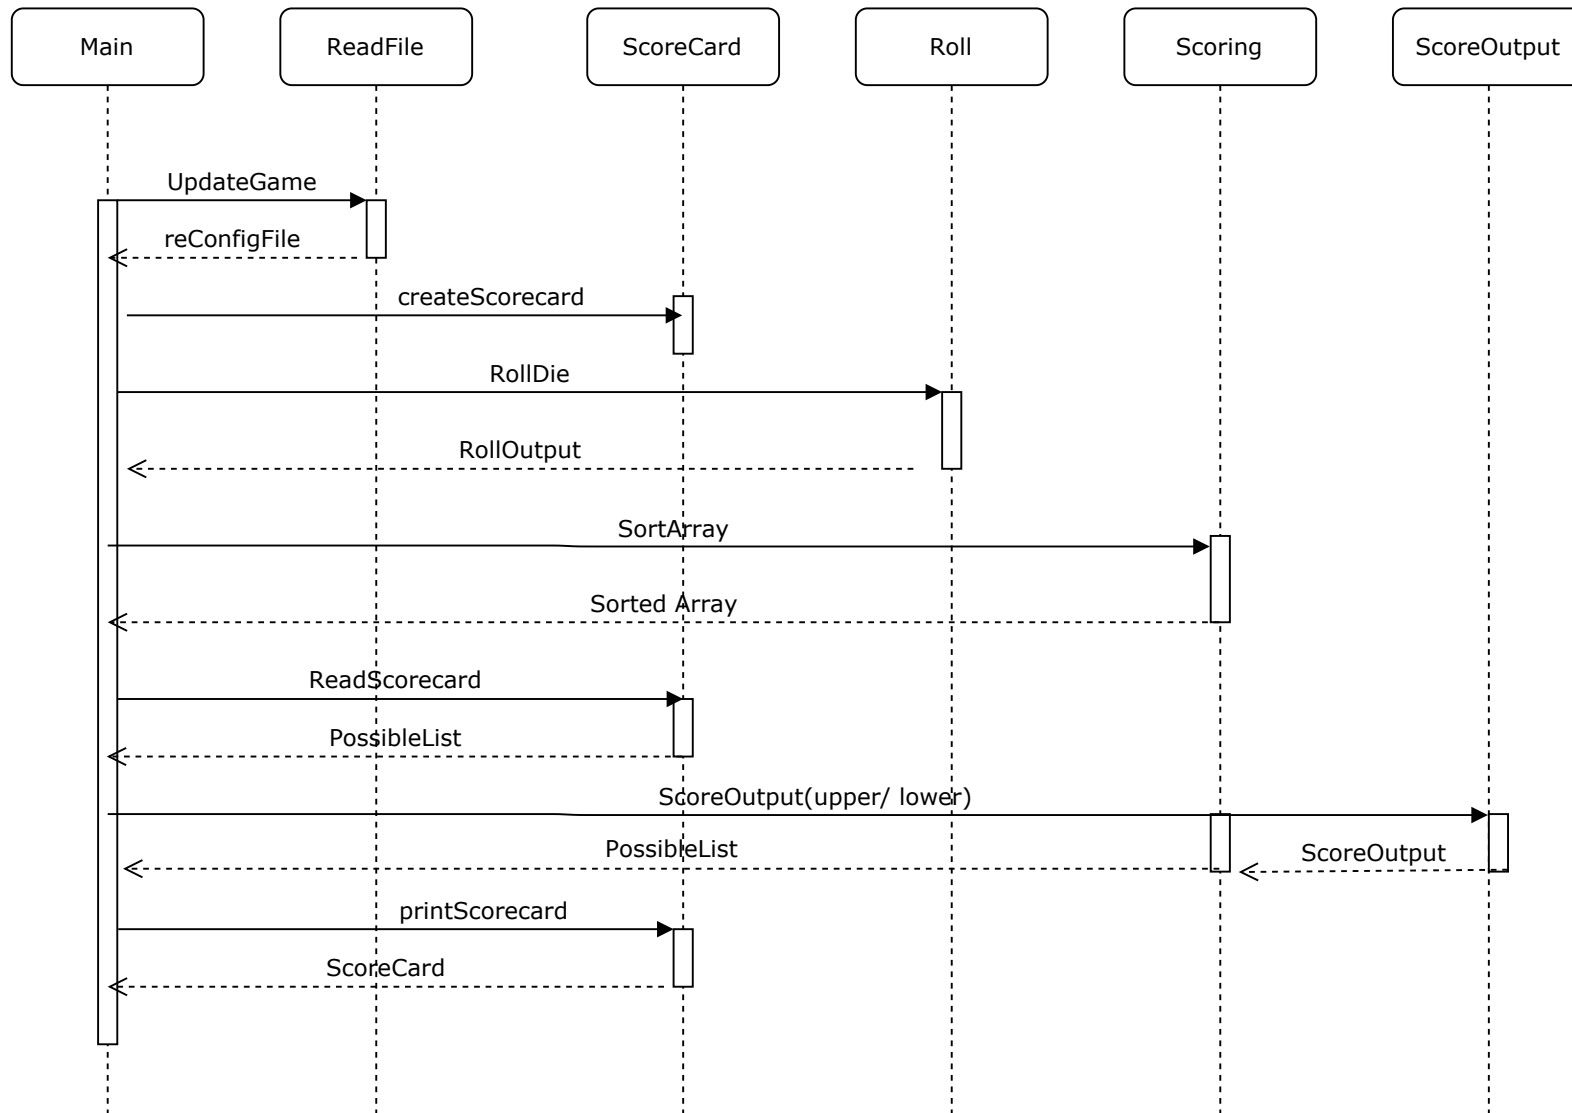 Main
ReadFile
ScoreCard
Roll
Scoring
ScoreOutput
UpdateGame
reConfigFile
createScorecard
RollDie
RollOutput
SortArray
Sorted Array
ReadScorecard
PossibleList
ScoreOutput(upper/ lower)
PossibleList
ScoreOutput
printScorecard
ScoreCard